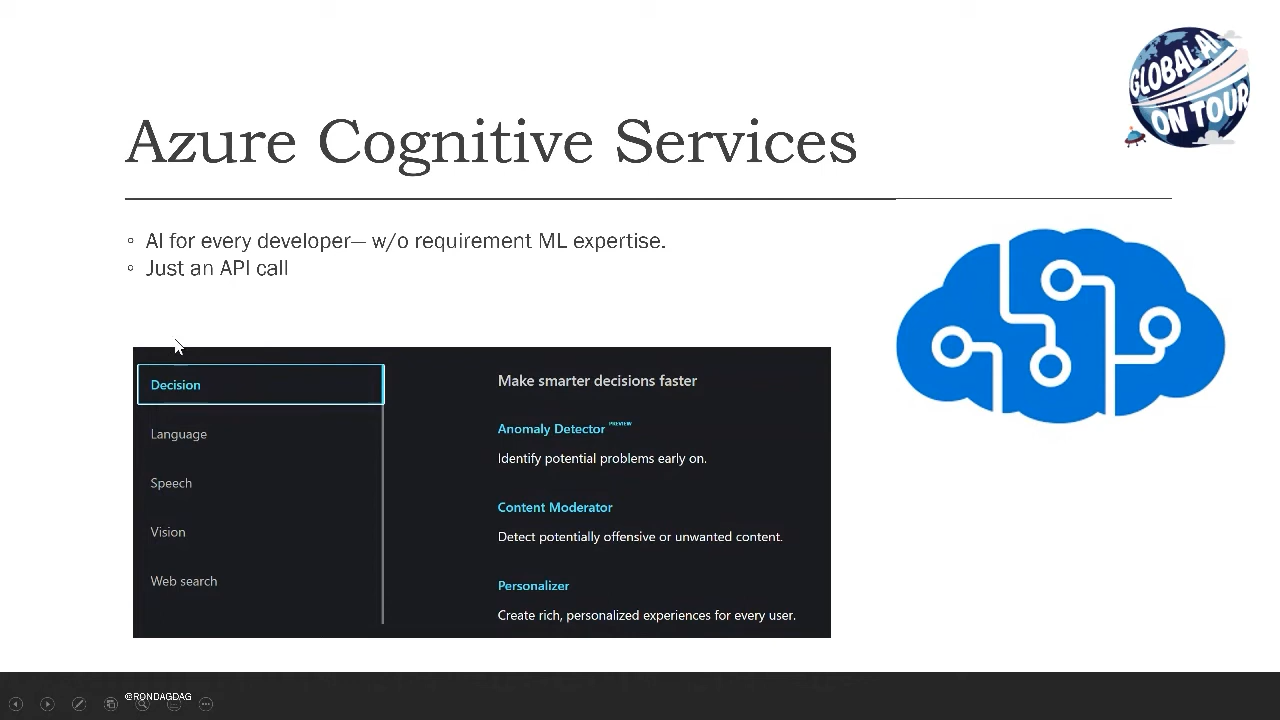 GLOBAL AI
ON TOUR
Azure Cognitive Services
AI for every developer— w/o requirement ML expertise.
Just an API call
Decision
Language
Speech
Vision
Web search
Make smarter decisions faster
Anomaly Detector PREVIEW
Identify potential problems early on.
Content Moderator
Detect potentially offensive or unwanted content.
Personalizer
Create rich, personalized experiences for every user.
@RONDAGDAG